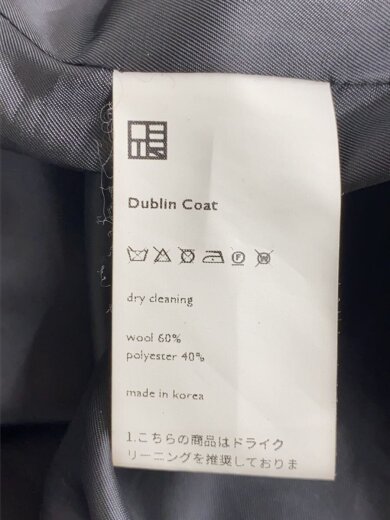 Dublin Coat
dry cleaning
wool 60%
polyester 40%
made in korea
1.こちらの商品はドライク
リーニングを推奨しておりま